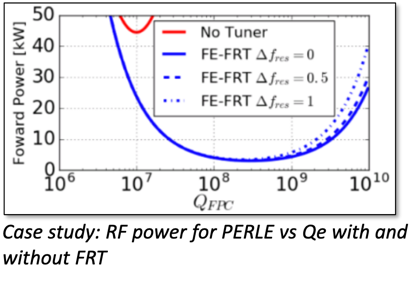 50
40
30
20
10
0
Foward Power [kW]
No Tuner
FE-FRT Δf_res = 0
FE-FRT Δf_res = 0.5
FE-FRT Δf_res = 1
10^6 10^7 10^8 10^9 10^10
Q_FPC
Case study: RF power for PERLE vs Qe with and
without FRT